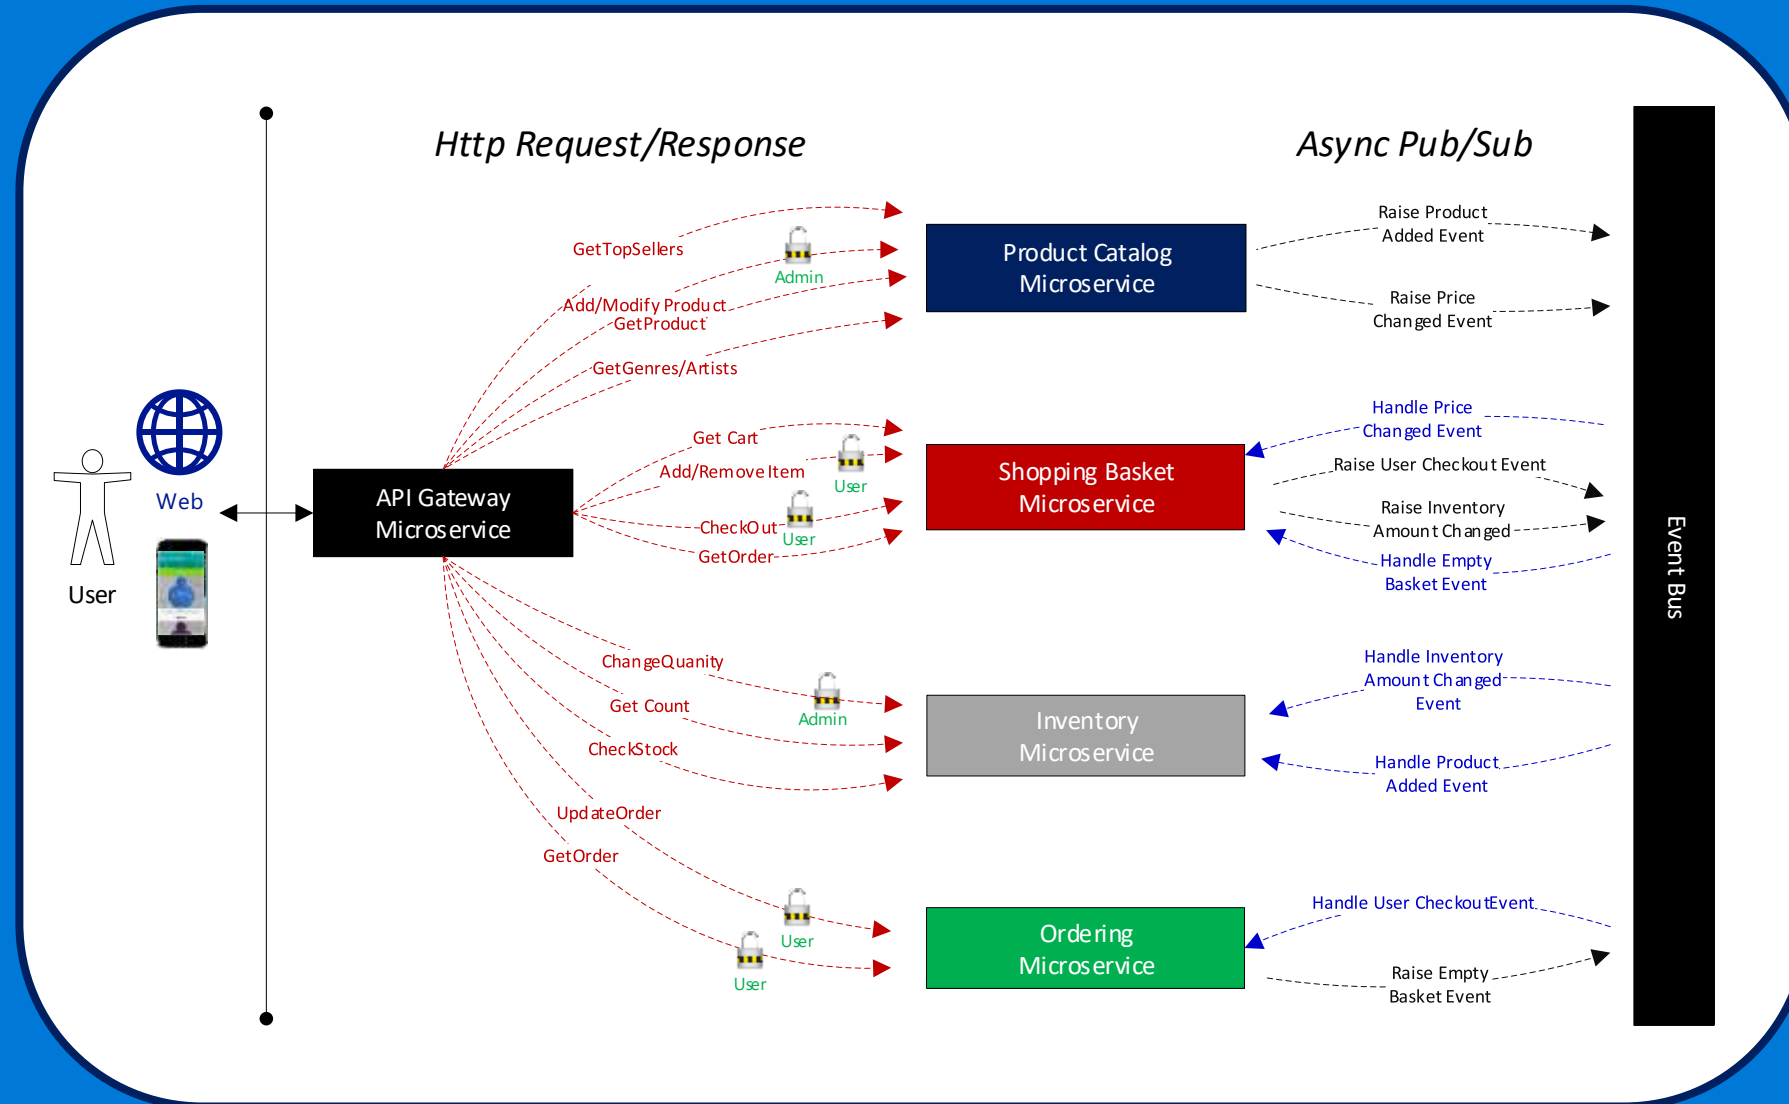 Http Request/Response
Async Pub/Sub
GetTopSellers
Admin
Add/Modify Product
GetProduct
GetGenres/Artists
Product Catalog
Microservice
Raise Product
Added Event
Raise Price
Changed Event
Web
User
API Gateway
Microservice
Get Cart
Add/Remove Item
User
CheckOut
User
GetOrder
Shopping Basket
Microservice
Handle Price
Changed Event
Raise User Checkout Event
Raise Inventory
Amount Changed
Handle Empty
Basket Event
Event Bus
ChangeQuanity
Get Count
Admin
CheckStock
Inventory
Microservice
Handle Inventory
Amount Changed
Event
Handle Product
Added Event
UpdateOrder
GetOrder
User
User
Ordering
Microservice
Handle User CheckoutEvent
Raise Empty
Basket Event